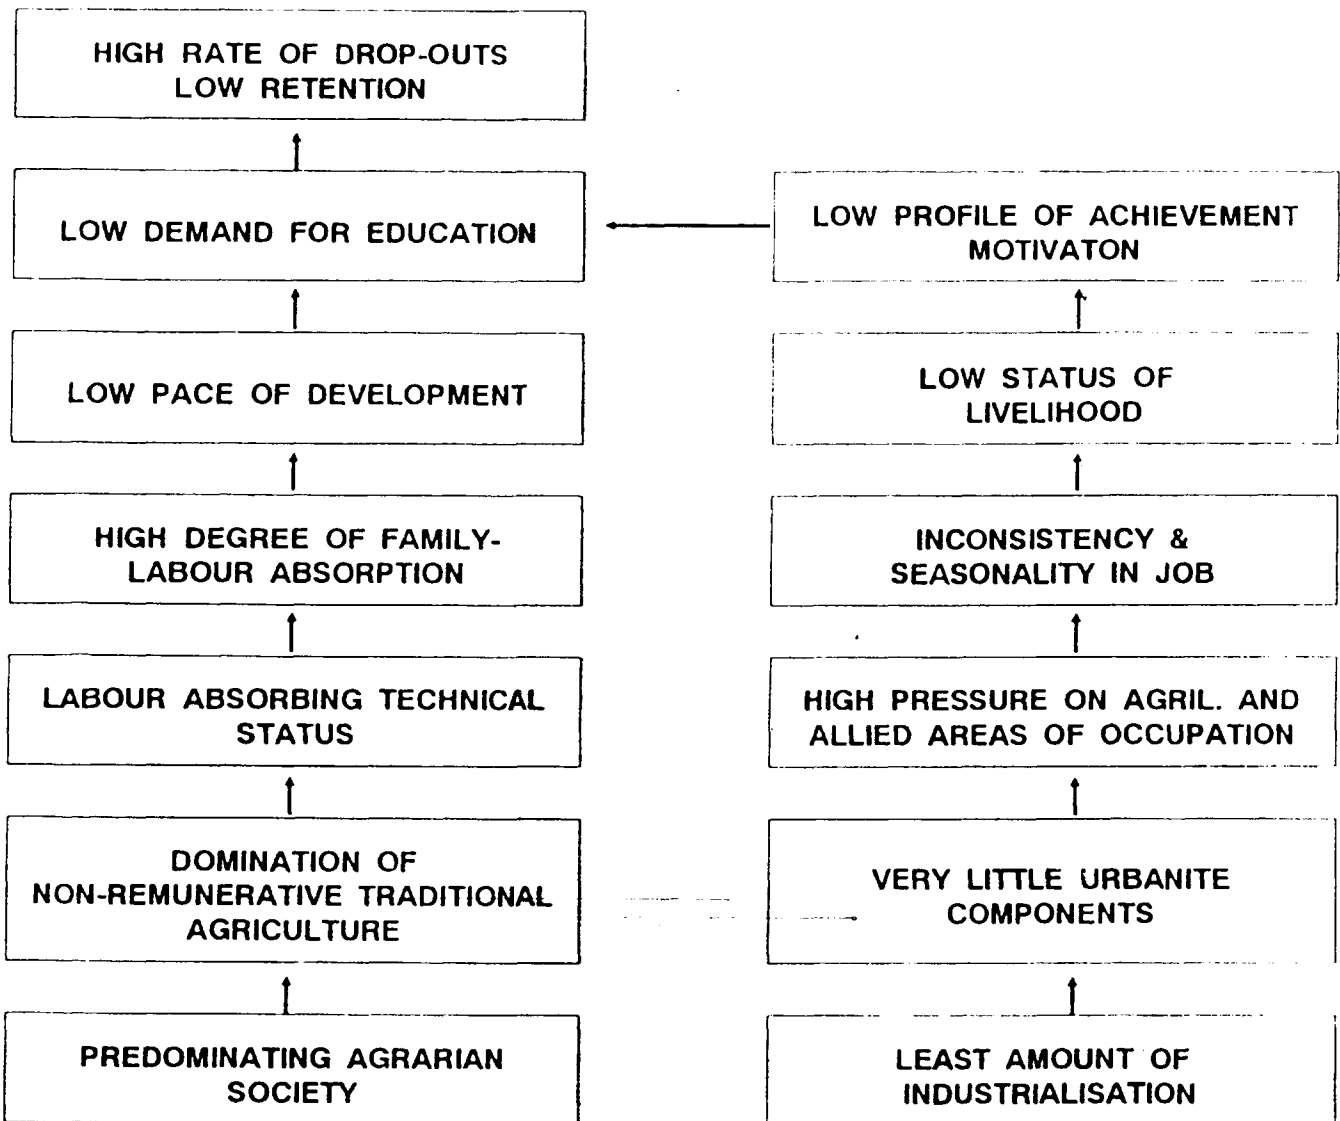 HIGH RATE OF DROP-OUTS
LOW RETENTION
LOW DEMAND FOR EDUCATION
LOW PROFILE OF ACHIEVEMENT
MOTIVATON
LOW PACE OF DEVELOPMENT
LOW STATUS OF
LIVELIHOOD
HIGH DEGREE OF FAMILY-
LABOUR ABSORPTION
INCONSISTENCY &
SEASONALITY IN JOB
LABOUR ABSORBING TECHNICAL
STATUS
HIGH PRESSURE ON AGRIL. AND
ALLIED AREAS OF OCCUPATION
DOMINATION OF
NON-REMUNERATIVE TRADITIONAL
AGRICULTURE
VERY LITTLE URBANITE
COMPONENTS
PREDOMINATING AGRARIAN
SOCIETY
LEAST AMOUNT OF
INDUSTRIALISATION